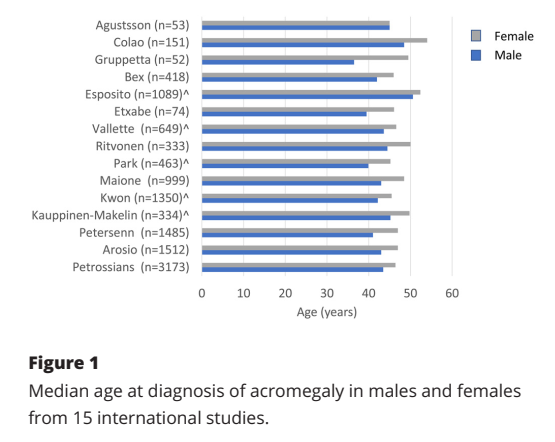 Agustsson (n=53)
Colao (n=151)
Gruppetta (n=52)
Bex (n=418)
Esposito (n=1089)^
Etxabe (n=74)
Vallette (n=649)^
Ritvonen (n=333)
Park (n=463)^
Maione (n=999)
Kwon (n=1350)^
Kauppinen-Makelin (n=334)^
Petersenn (n=1485)
Arosio (n=1512)
Petrossians (n=3173)
0 10 20 30 40 50 60
Age (years)
Female
Male
Figure 1
Median age at diagnosis of acromegaly in males and females
from 15 international studies.